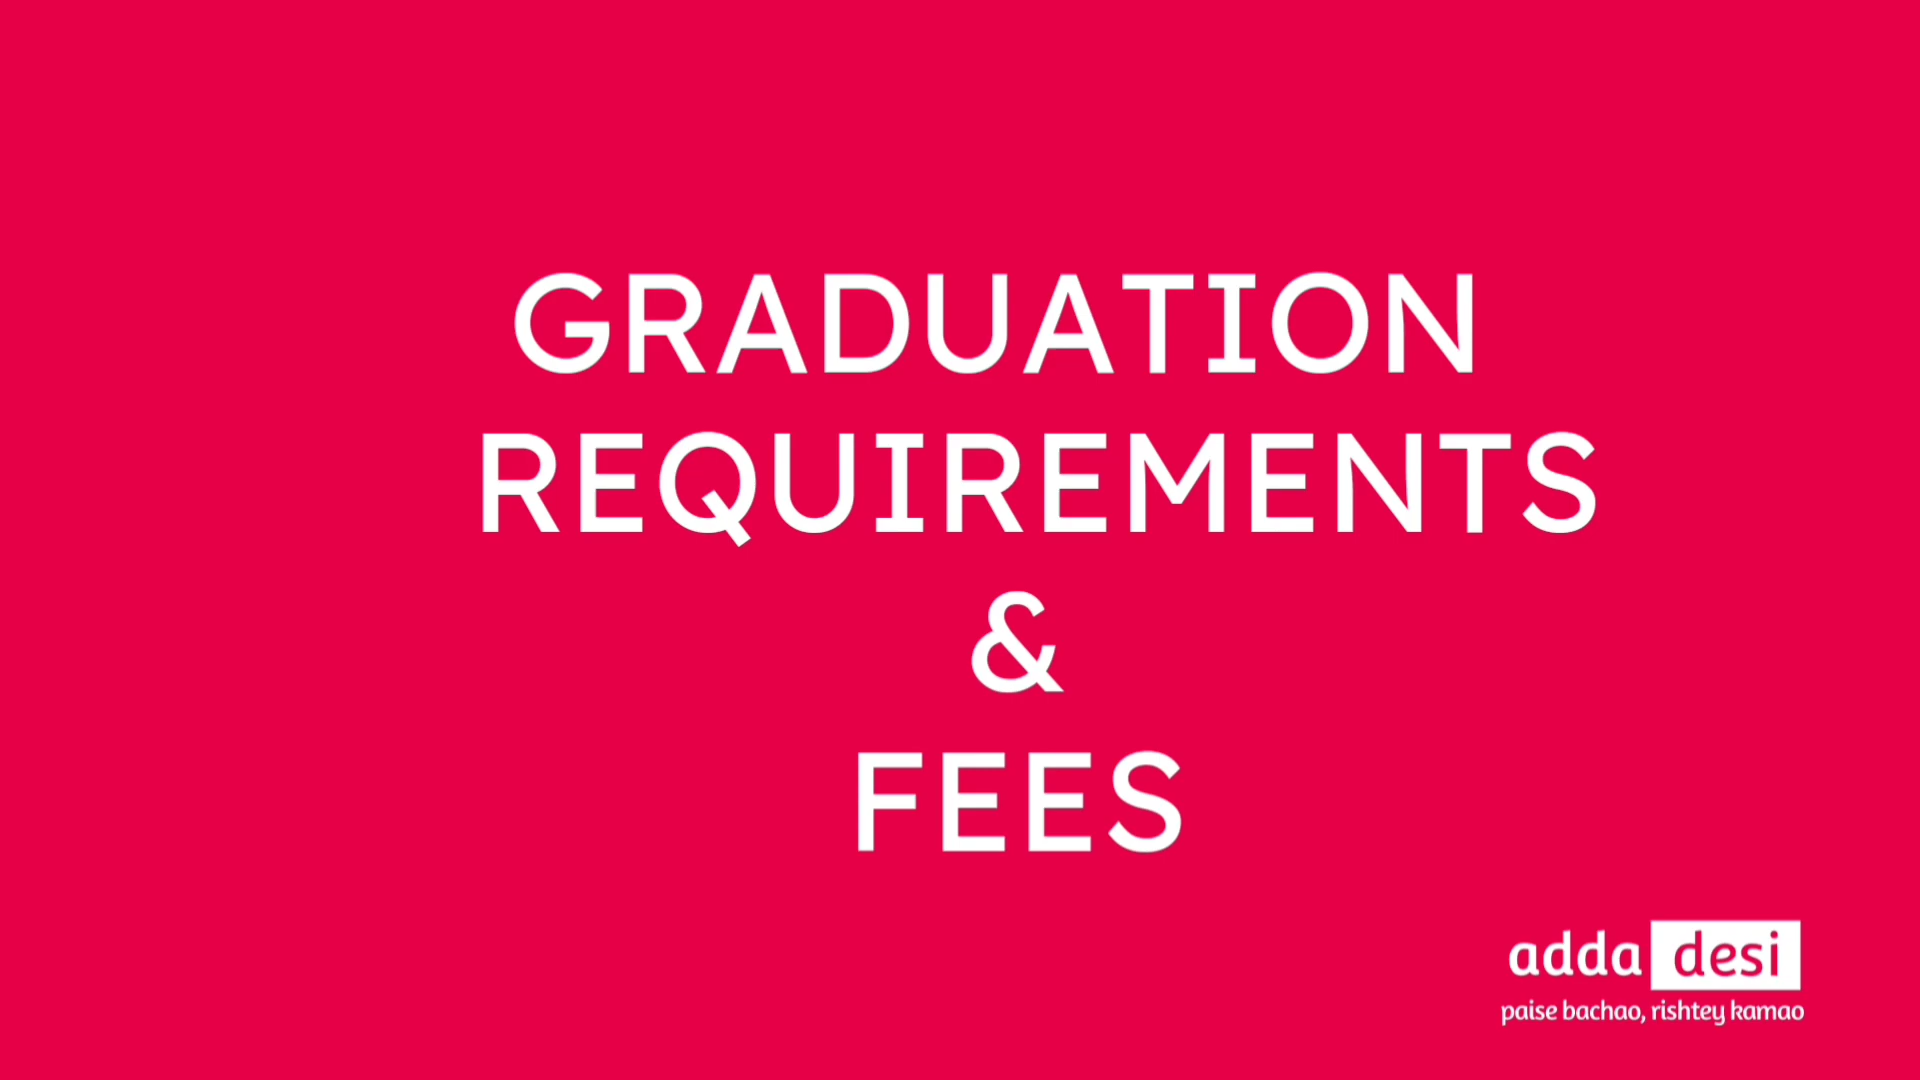 GRADUATION
REQUIREMENTS
&
FEES
adda desi
paise bachao, rishtey kamao